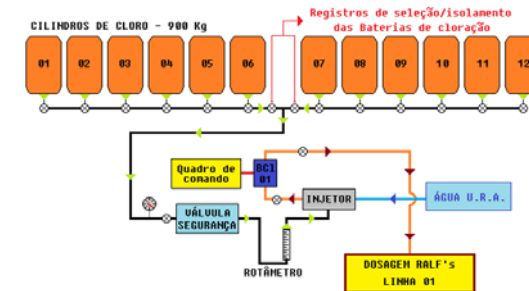 CILINDROS DE CLORO - 900 Kg
Registros de seleção/isolamento
das Baterias de cloração
01 02 03 04 05 06 07 08 09 10 11 12
Quadro de
comando
BCl
01
INJETOR
ÁGUA U.R.A.
VÁLVULA
SEGURANÇA
ROTÂMETRO
DOSAGEM RALF's
LINHA 01